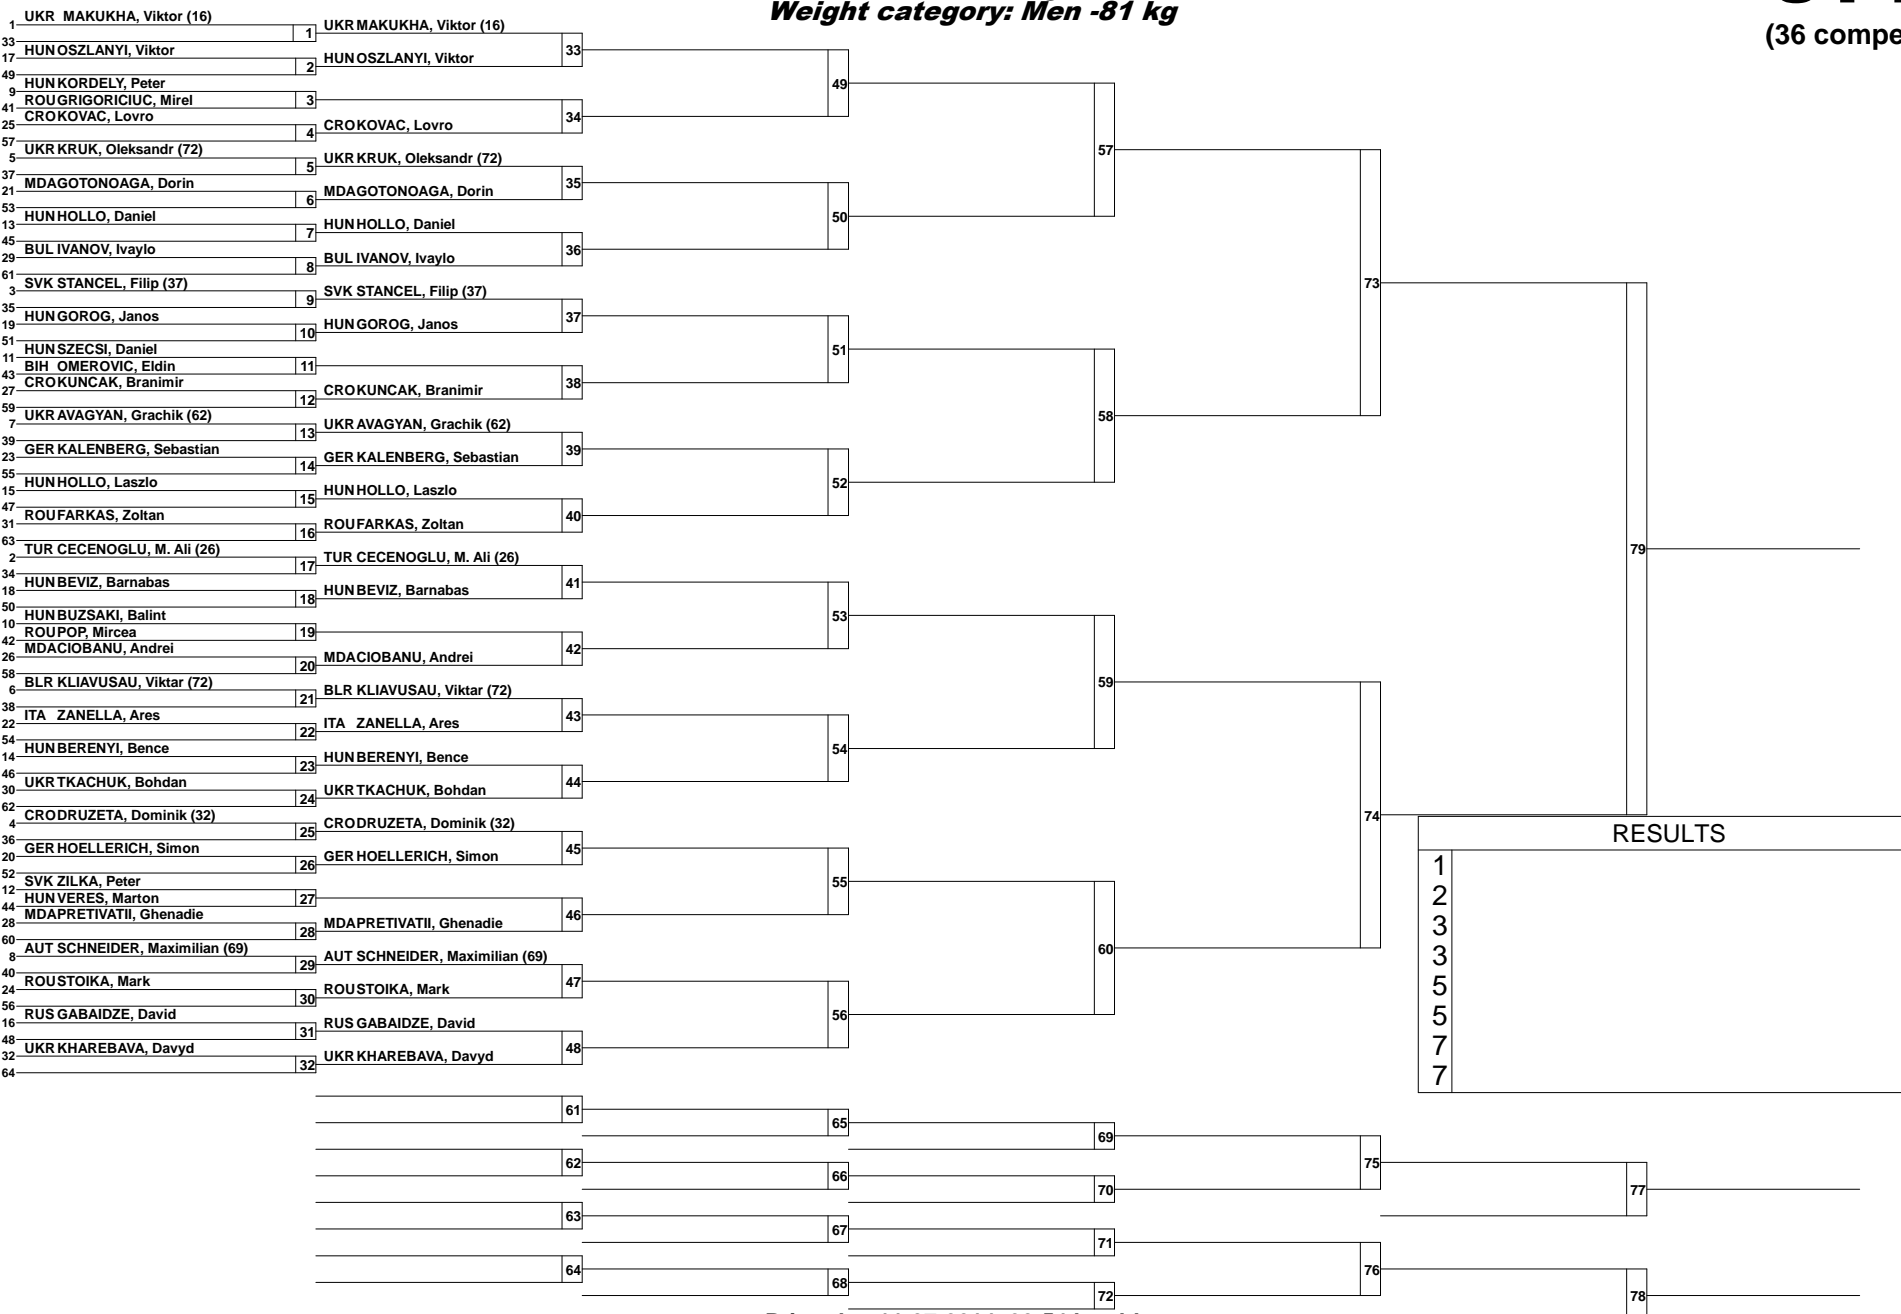 Weight category: Men -81 kg
(36 compe
1 UKR MAKUKHA, Viktor (16)
33
17 HUN OSZLANYI, Viktor
49
9 HUN KORDELY, Peter
41 ROU GRIGORICIUC, Mirel
25 CRO KOVAC, Lovro
57
5 UKR KRUK, Oleksandr (72)
37
21 MDA GOTONOAGA, Dorin
53
13 HUN HOLLO, Daniel
45
29 BUL IVANOV, Ivaylo
61
3 SVK STANCEL, Filip (37)
35
19 HUN GOROG, Janos
51
11 HUN SZECSI, Daniel
43 BIH OMEROVIC, Eldin
27 CRO KUNCAK, Branimir
59
7 UKR AVAGYAN, Grachik (62)
39
23 GER KALENBERG, Sebastian
55
15 HUN HOLLO, Laszlo
47
31 ROU FARKAS, Zoltan
63
2 TUR CECENOGLU, M. Ali (26)
34
18 HUN BEVIZ, Barnabas
50
10 HUN BUZSAKI, Balint
42 ROU POP, Mircea
26 MDA CIOBANU, Andrei
58
6 BLR KLIAVUSAU, Viktar (72)
38
22 ITA ZANELLA, Ares
54
14 HUN BERENYI, Bence
46
30 UKR TKACHUK, Bohdan
62
4 CRO DRUZETA, Dominik (32)
36
20 GER HOELLERICH, Simon
52
12 SVK ZILKA, Peter
44 HUN VERES, Marton
28 MDA PRETIVATII, Ghenadie
60
8 AUT SCHNEIDER, Maximilian (69)
40
24 ROU STOIKA, Mark
56
16 RUS GABAIDZE, David
48
32 UKR KHAREBAVA, Davyd
64
1 UKR MAKUKHA, Viktor (16)
2 HUN OSZLANYI, Viktor
3
4 CRO KOVAC, Lovro
5 UKR KRUK, Oleksandr (72)
6 MDA GOTONOAGA, Dorin
7 HUN HOLLO, Daniel
8 BUL IVANOV, Ivaylo
9 SVK STANCEL, Filip (37)
10 HUN GOROG, Janos
11
12 CRO KUNCAK, Branimir
13 UKR AVAGYAN, Grachik (62)
14 GER KALENBERG, Sebastian
15 HUN HOLLO, Laszlo
16 ROU FARKAS, Zoltan
17 TUR CECENOGLU, M. Ali (26)
18 HUN BEVIZ, Barnabas
19
20 MDA CIOBANU, Andrei
21 BLR KLIAVUSAU, Viktar (72)
22 ITA ZANELLA, Ares
23 HUN BERENYI, Bence
24 UKR TKACHUK, Bohdan
25 CRO DRUZETA, Dominik (32)
26 GER HOELLERICH, Simon
27
28 MDA PRETIVATII, Ghenadie
29 AUT SCHNEIDER, Maximilian (69)
30 ROU STOIKA, Mark
31 RUS GABAIDZE, David
32 UKR KHAREBAVA, Davyd
33
34
35
36
37
38
39
40
41
42
43
44
45
46
47
48
49
50
51
52
53
54
55
56
57
58
59
60
73
74
79
RESULTS
1
2
3
3
5
5
7
7
61
62
63
64
65
66
67
68
69
70
71
72
75
76
77
78